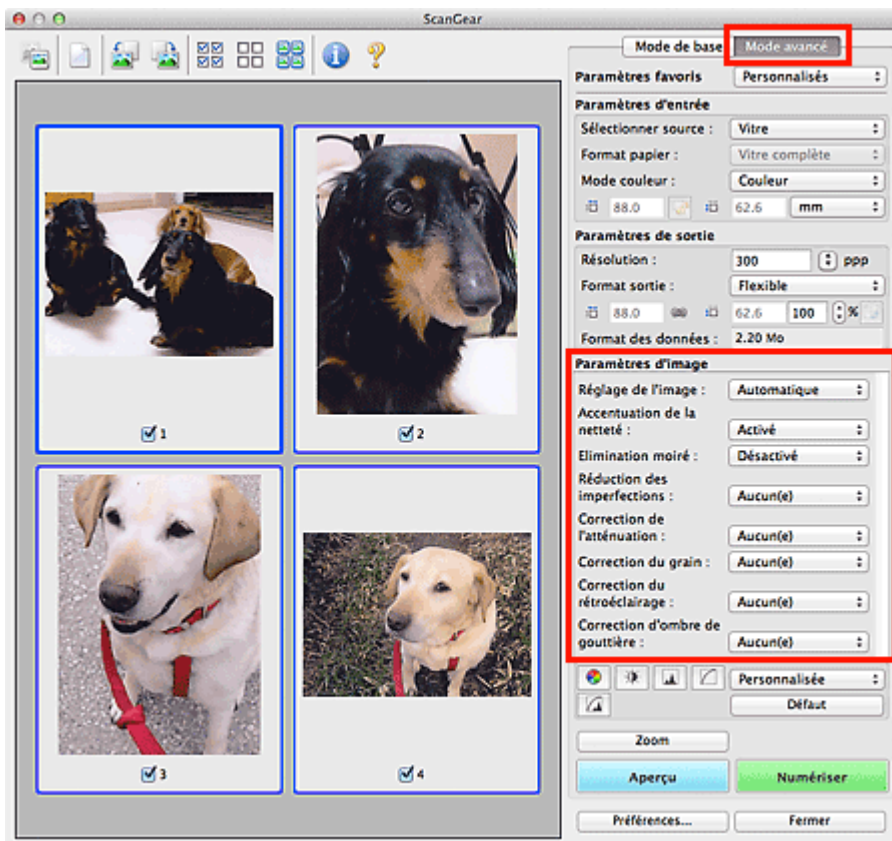 ScanGear
Mode de base Mode avancé
Paramètres favoris Personnalisés
Paramètres d'entrée
Sélectionner source : Vitre
Format papier : Vitre complète
Mode couleur : Couleur
88.0 62.6 mm
Paramètres de sortie
Résolution : 300 ppp
Format sortie : Flexible
88.0 62.6 100 %
Format des données : 2.20 Mo
Paramètres d'image
Réglage de l'image : Automatique
Accentuation de la
netteté : Activé
Elimination moiré : Désactivé
Réduction des
imperfections : Aucun(e)
Correction de
l'atténuation : Aucun(e)
Correction du grain : Aucun(e)
Correction du
rétroéclairage : Aucun(e)
Correction d'ombre de
gouttière : Aucun(e)
Personnalisée
Défaut
Zoom
Aperçu Numériser
Préférences... Fermer
1
2
3
4